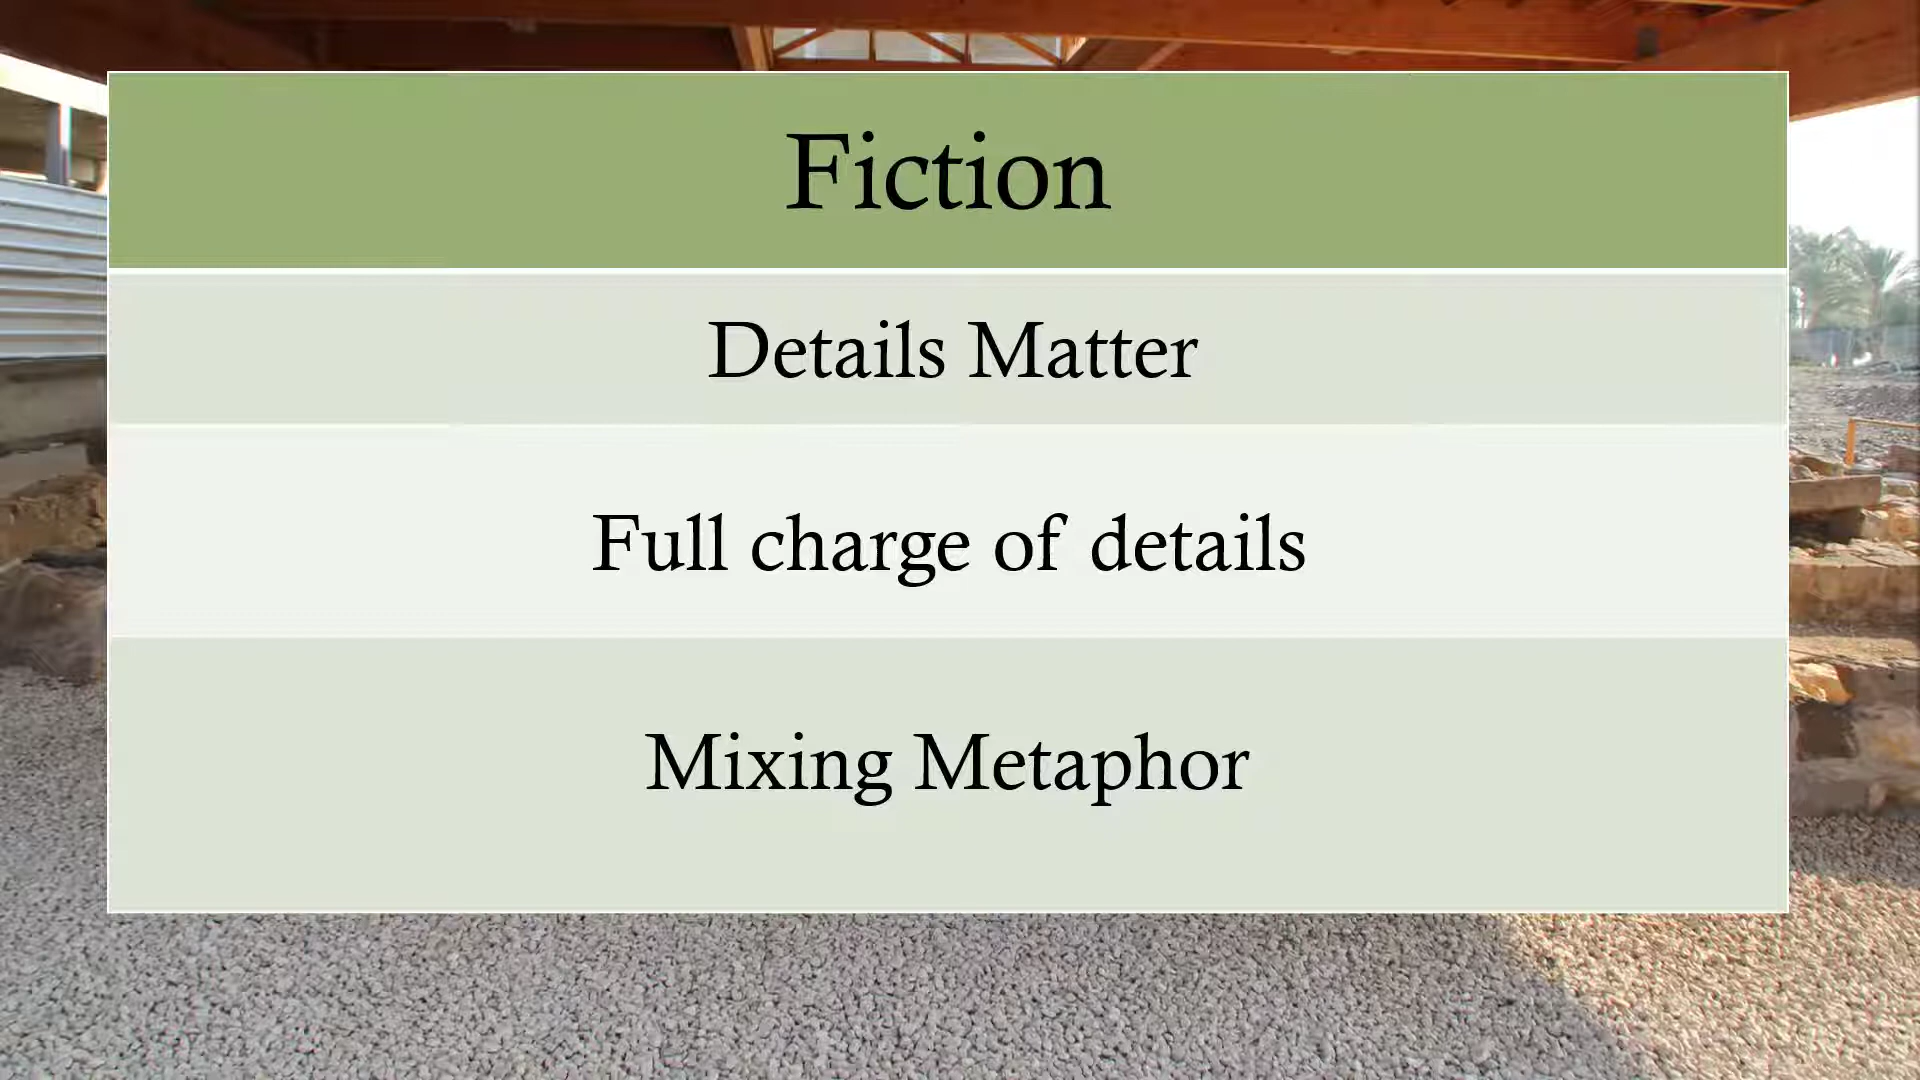 Fiction
Details Matter
Full charge of details
Mixing Metaphor